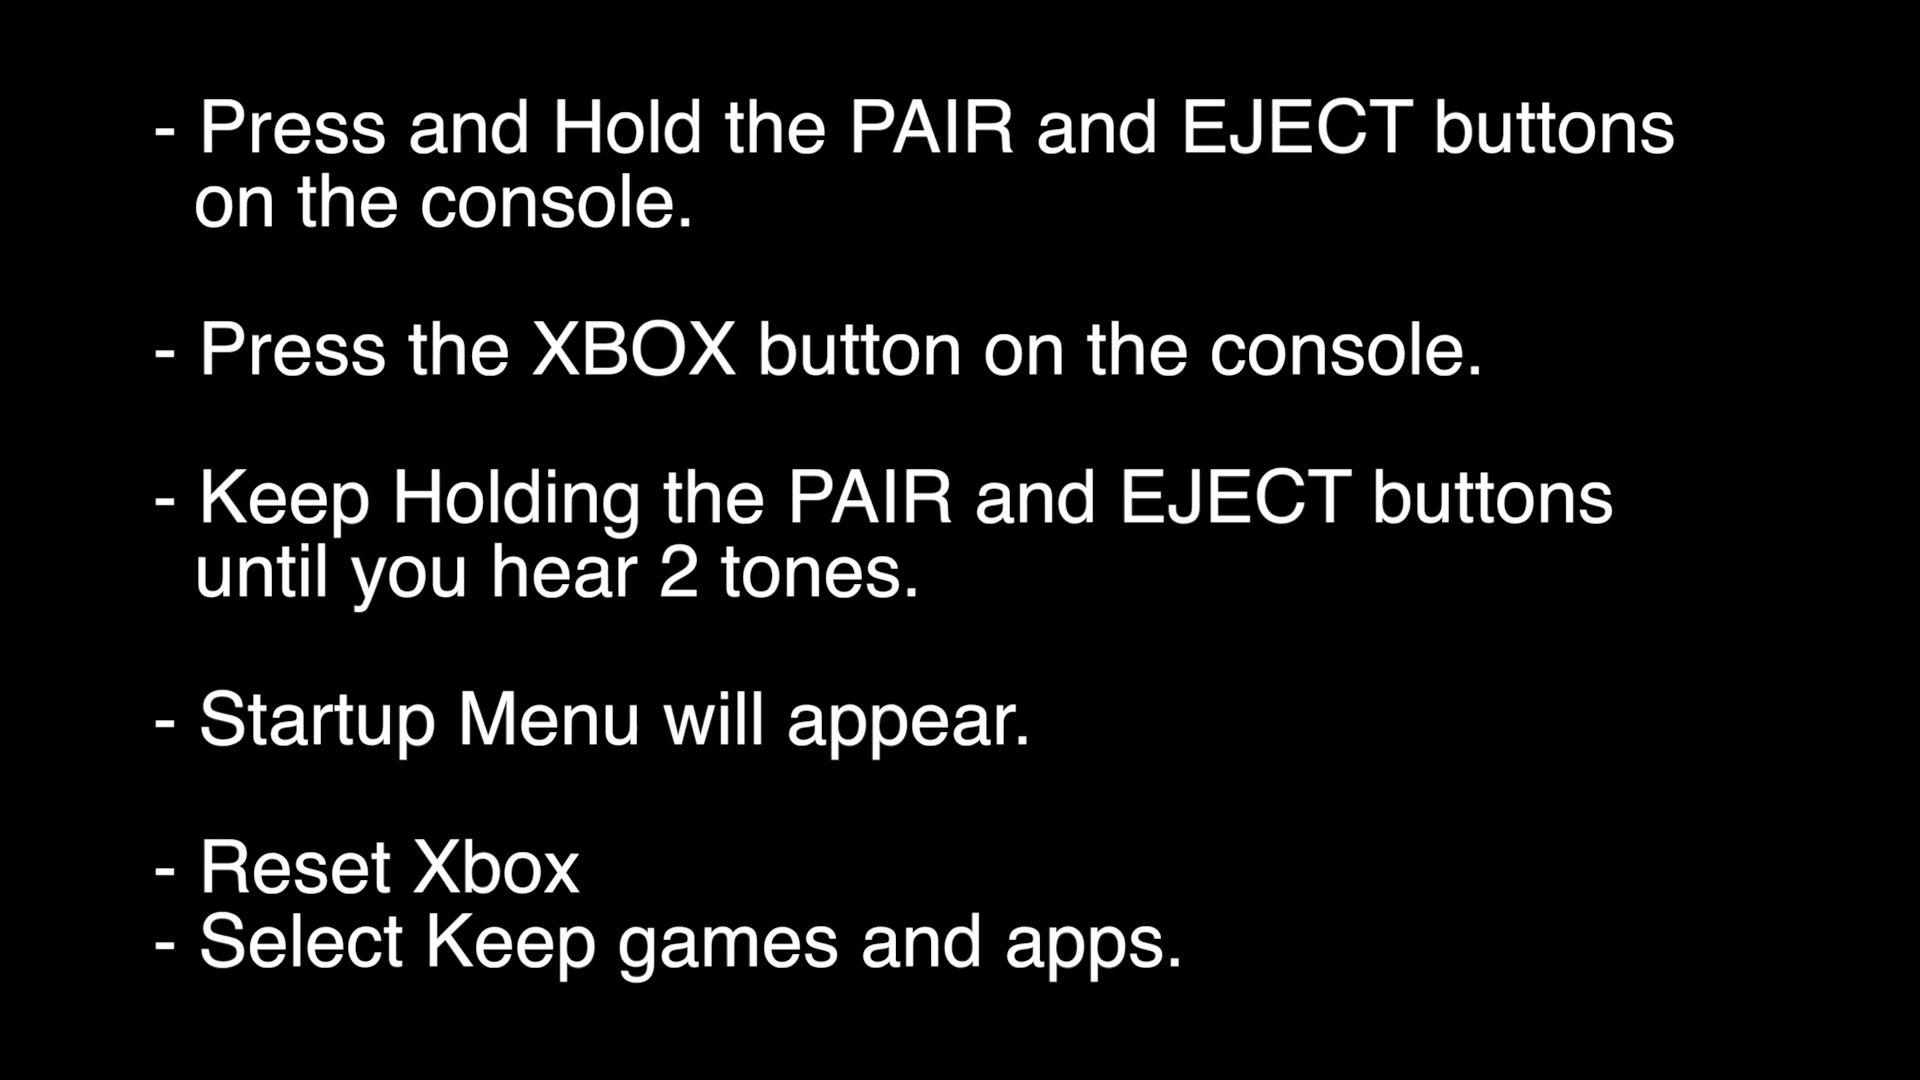 - Press and Hold the PAIR and EJECT buttons
on the console.
- Press the XBOX button on the console.
- Keep Holding the PAIR and EJECT buttons
until you hear 2 tones.
- Startup Menu will appear.
- Reset Xbox
- Select Keep games and apps.